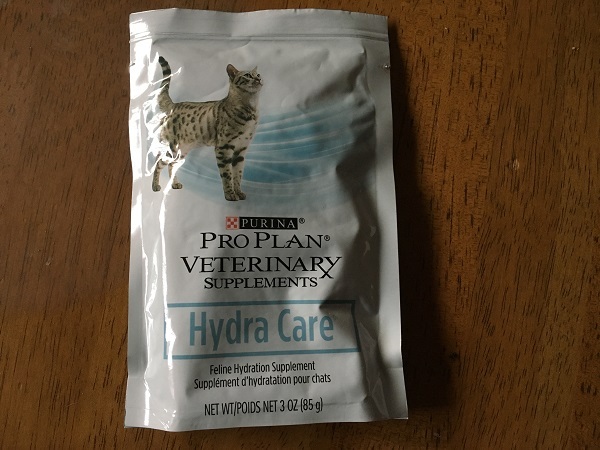 PURINA®
PRO PLAN®
VETERINARY
SUPPLEMENTS
Hydra Care
Feline Hydration Supplement
Supplément d'hydratation pour chats
NET WT/POIDS NET 3 OZ (85 g)